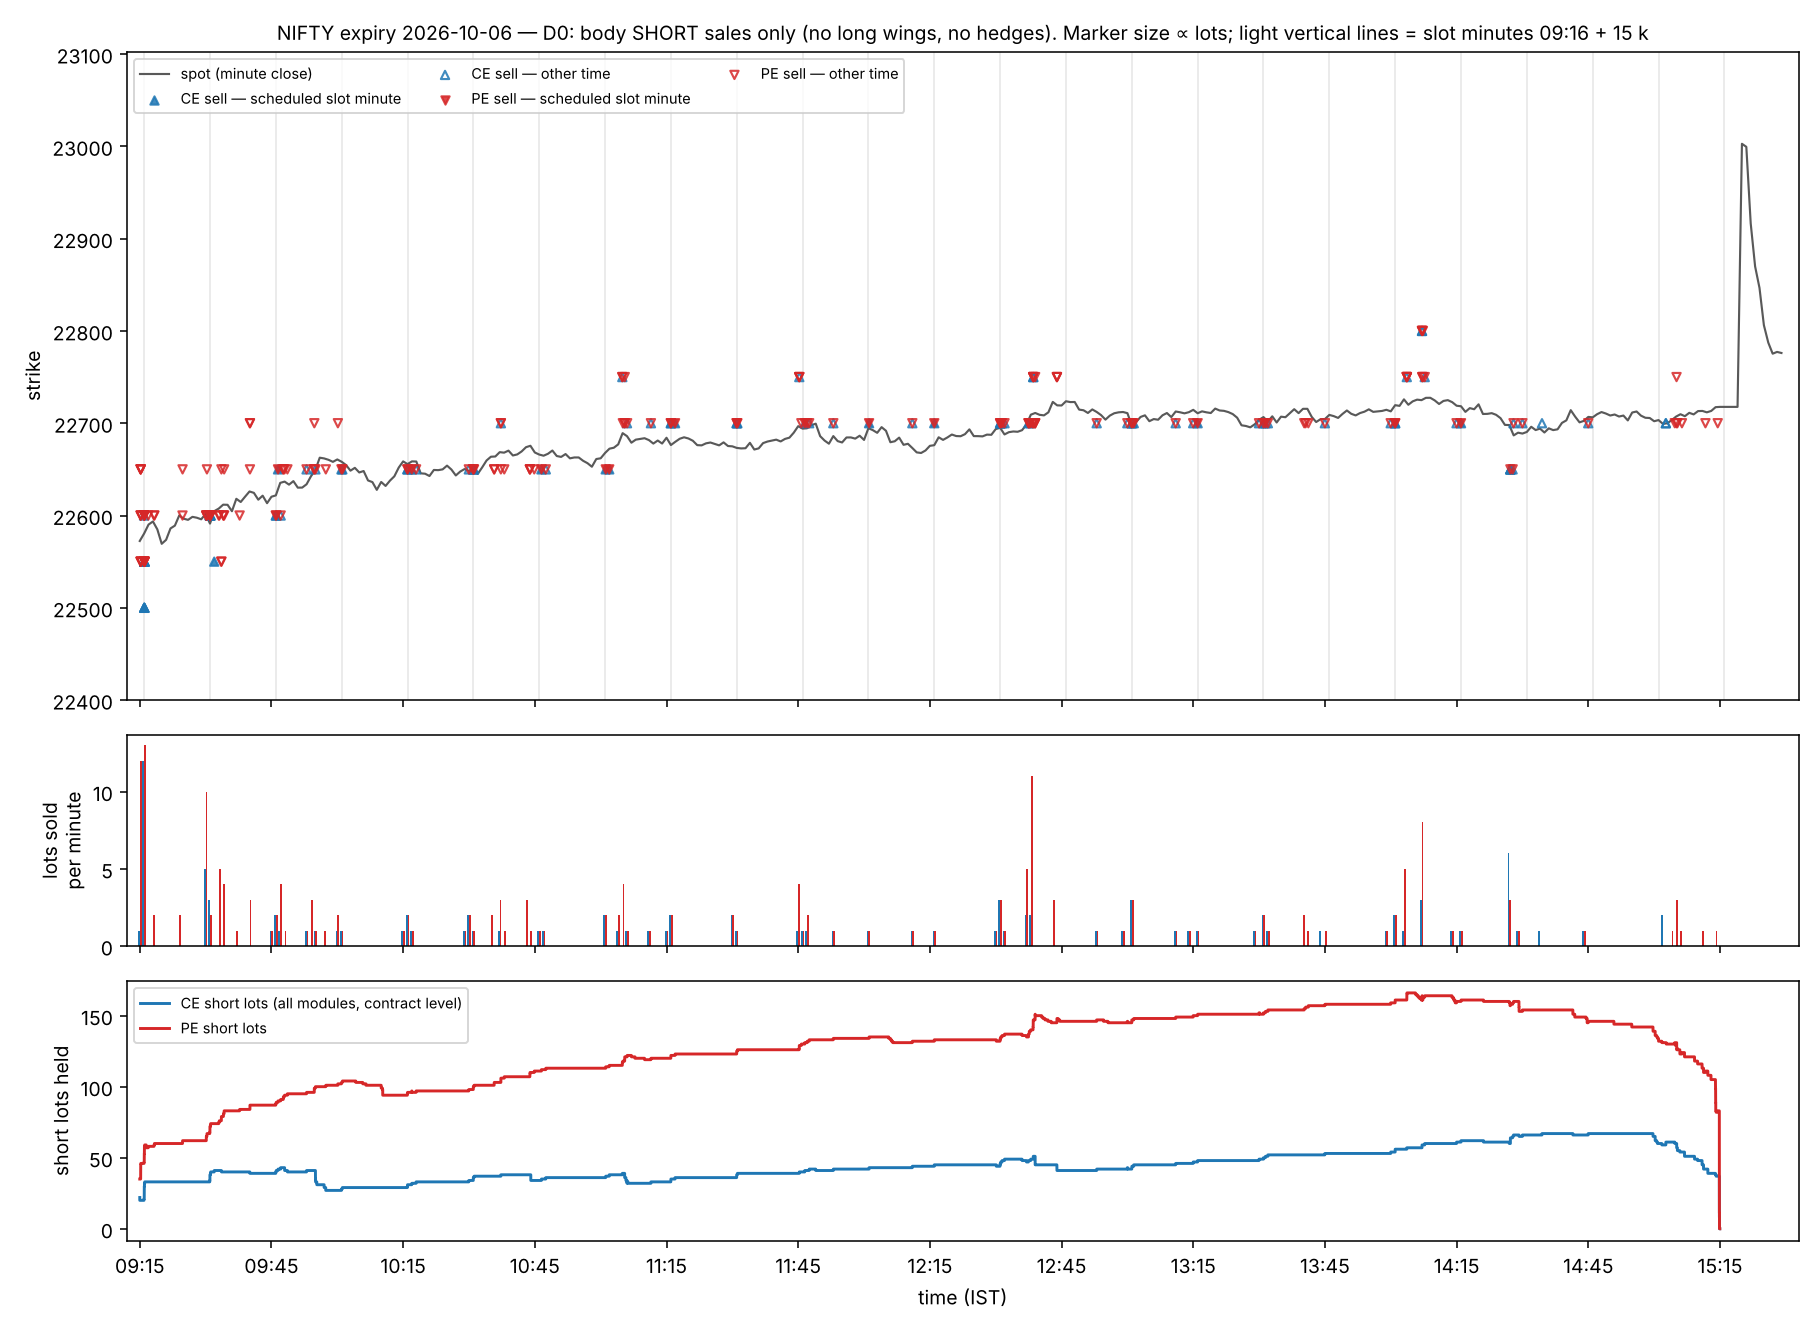 NIFTY expiry 2026-10-06 — D0: body SHORT sales only (no long wings, no hedges). Marker size ∝ lots; light vertical lines = slot minutes 09:16 + 15 k
spot (minute close)
CE sell — scheduled slot minute
CE sell — other time
PE sell — scheduled slot minute
PE sell — other time
strike
23100
23000
22900
22800
22700
22600
22500
22400
lots sold
per minute
10
5
0
CE short lots (all modules, contract level)
PE short lots
short lots held
150
100
50
0
09:15 09:45 10:15 10:45 11:15 11:45 12:15 12:45 13:15 13:45 14:15 14:45 15:15
time (IST)